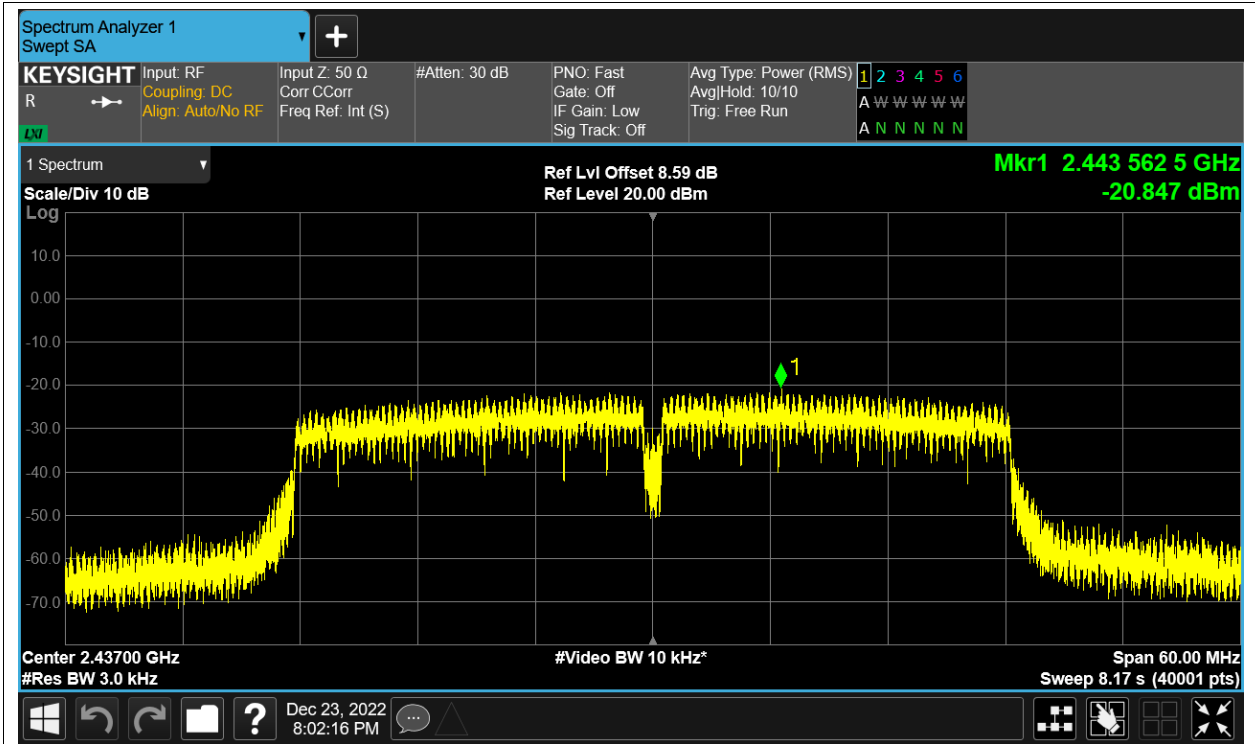 Spectrum Analyzer 1
Swept SA
+
KEYSIGHT
R
LXI
Input: RF
Coupling: DC
Align: Auto/No RF
Input Z: 50 Ω
Corr CCorr
Freq Ref: Int (S)
#Atten: 30 dB
PNO: Fast
Gate: Off
IF Gain: Low
Sig Track: Off
Avg Type: Power (RMS)
Avg|Hold: 10/10
Trig: Free Run
1 2 3 4 5 6
A W W W W W
A N N N N N
1 Spectrum
Scale/Div 10 dB
Log
Ref Lvl Offset 8.59 dB
Ref Level 20.00 dBm
Mkr1 2.443 562 5 GHz
-20.847 dBm
10.0
0.00
-10.0
-20.0
-30.0
-40.0
-50.0
-60.0
-70.0
1
Center 2.43700 GHz
#Res BW 3.0 kHz
#Video BW 10 kHz*
Span 60.00 MHz
Sweep 8.17 s (40001 pts)
?
Dec 23, 2022
8:02:16 PM